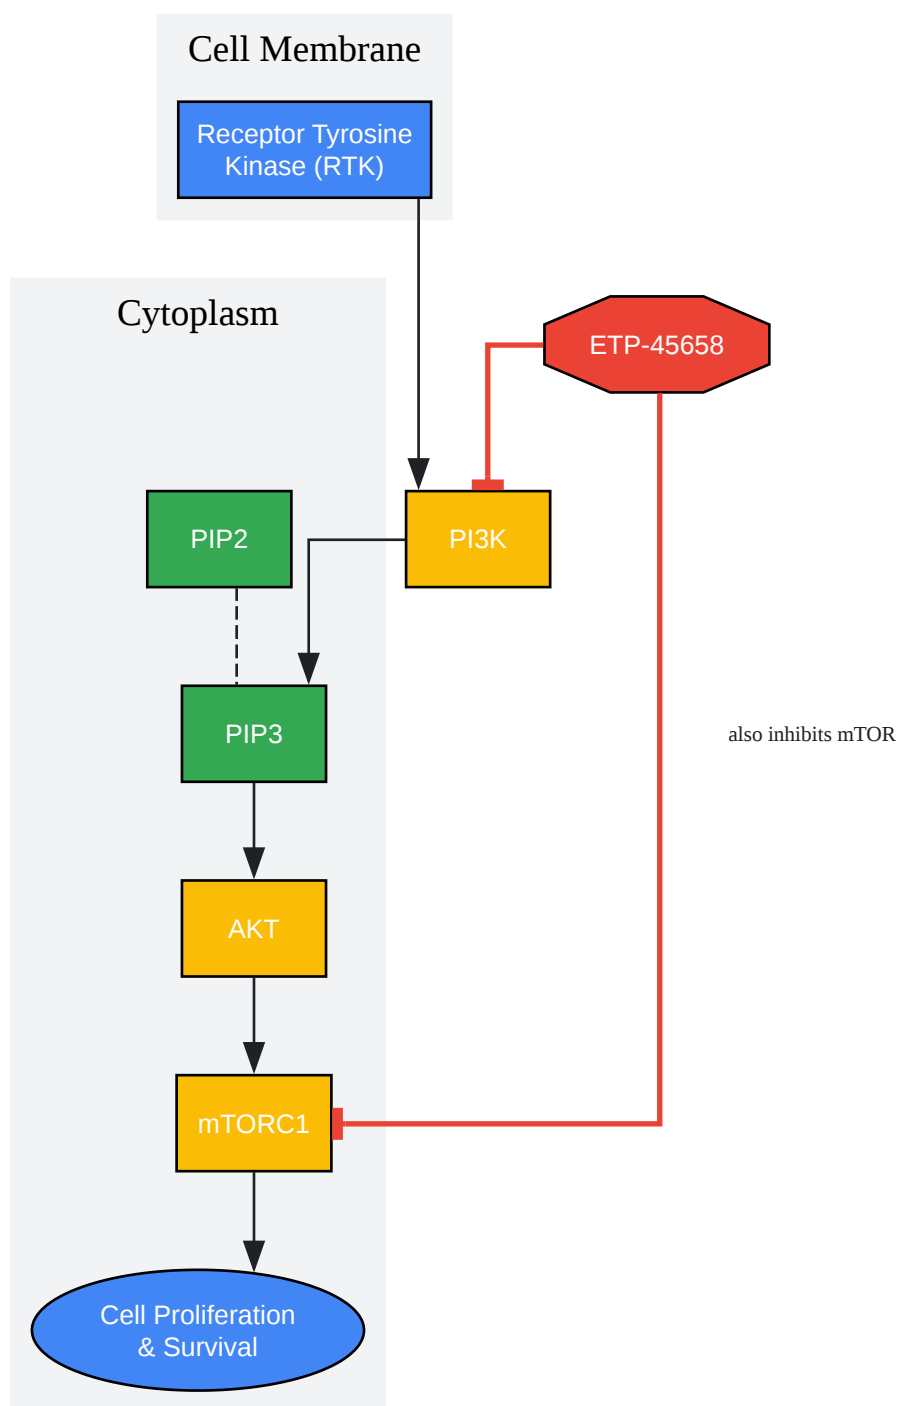 Cell Membrane
Receptor Tyrosine
Kinase (RTK)
Cytoplasm
ETP-45658
PIP2
PI3K
PIP3
also inhibits mTOR
AKT
mTORC1
Cell Proliferation
& Survival